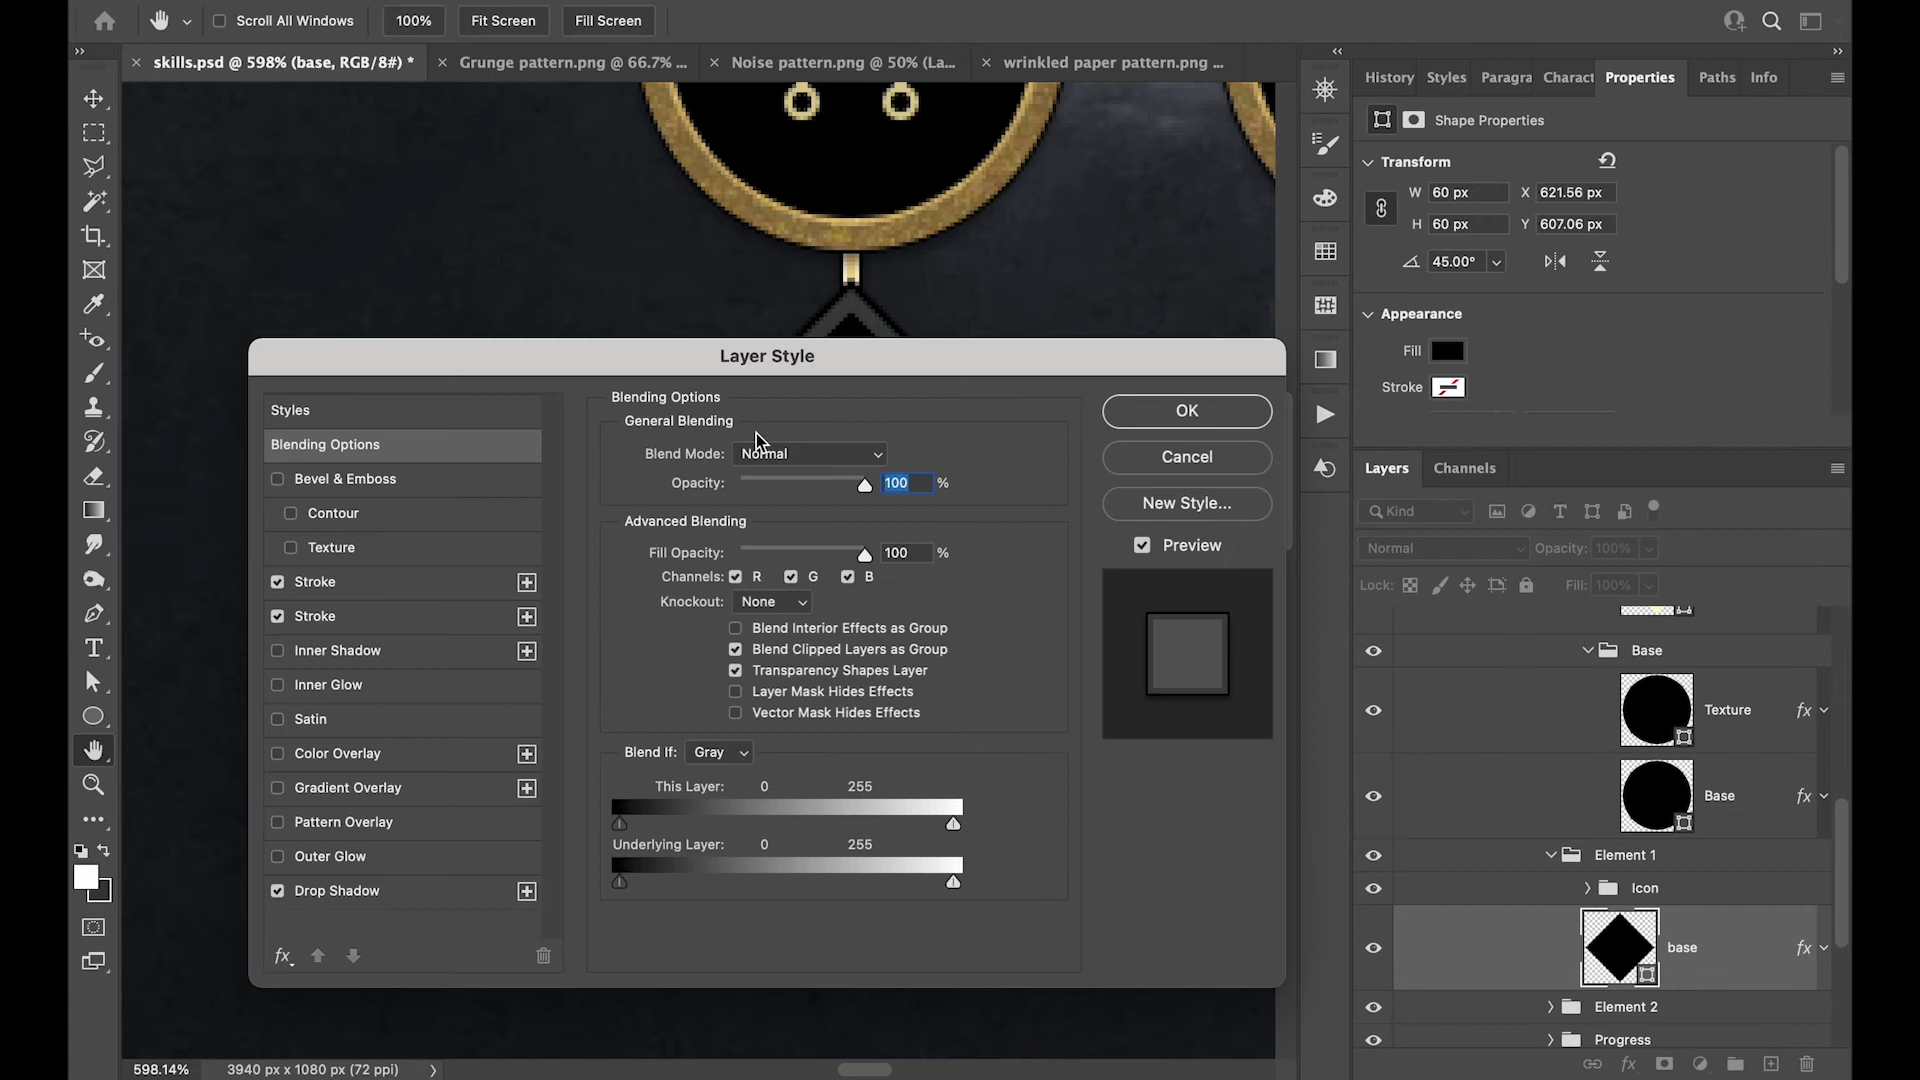 Scroll All Windows
100%
Fit Screen
Fill Screen
skills.psd @ 598% (base, RGB/8#) *
Grunge pattern.png @ 66.7% ...
Noise pattern.png @ 50% (La...
wrinkled paper pattern.png ...
History
Styles
Paragra
Charact
Properties
Paths
Info
Shape Properties
Transform
W 60 px X 621.56 px
H 60 px Y 607.06 px
45.00°
Appearance
Fill
Stroke
Layer Style
Styles
Blending Options
Bevel & Emboss
Contour
Texture
Stroke
Stroke
Inner Shadow
Inner Glow
Satin
Color Overlay
Gradient Overlay
Pattern Overlay
Outer Glow
Drop Shadow
fx
Blending Options
General Blending
Blend Mode: Normal
Opacity: 100 %
Advanced Blending
Fill Opacity: 100 %
Channels: R G B
Knockout: None
Blend Interior Effects as Group
Blend Clipped Layers as Group
Transparency Shapes Layer
Layer Mask Hides Effects
Vector Mask Hides Effects
Blend If: Gray
This Layer: 0 255
Underlying Layer: 0 255
OK
Cancel
New Style...
Preview
Layers
Channels
Kind
Normal Opacity: 100%
Lock: Fill: 100%
Base
Texture fx
Base fx
Element 1
Icon
base fx
Element 2
Progress
fx
598.14% 3940 px x 1080 px (72 ppi)